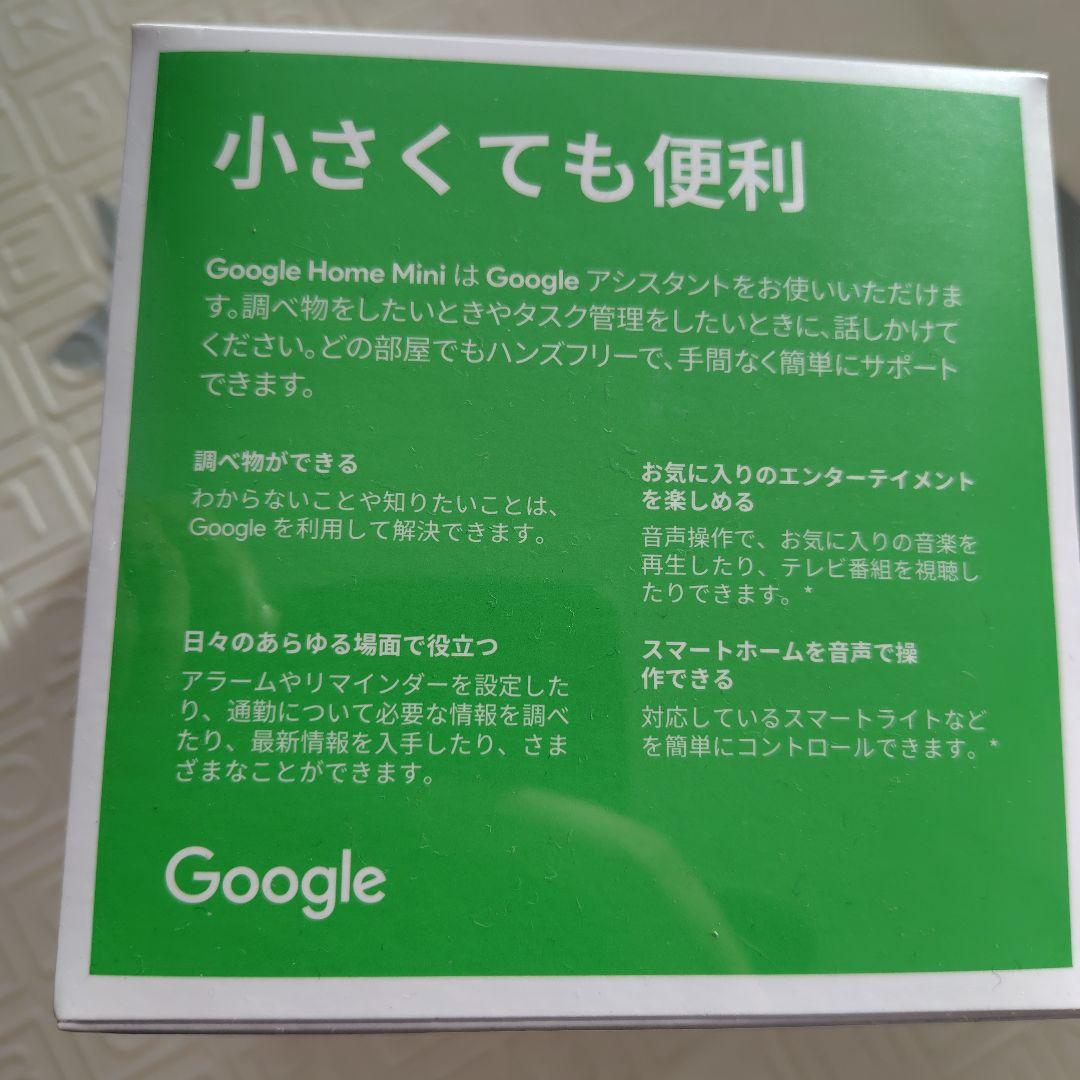 小さくても便利
Google Home Mini は Google アシスタントをお使いいただけま
す。調べ物をしたいときやタスク管理をしたいときに、話しかけて
ください。どの部屋でもハンズフリーで、手間なく簡単にサポート
できます。
調べ物ができる
わからないことや知りたいことは、
Google を利用して解決できます。
お気に入りのエンターテイメント
を楽しめる
音声操作で、お気に入りの音楽を
再生したり、テレビ番組を視聴し
たりできます。*
日々のあらゆる場面で役立つ
アラームやリマインダーを設定した
り、通勤について必要な情報を調べ
たり、最新情報を入手したり、さま
ざまなことができます。
スマートホームを音声で操
作できる
対応しているスマートライトなど
を簡単にコントロールできます。*
Google